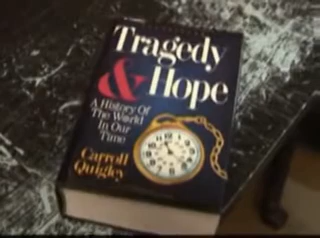 Tragedy
& Hope
A History Of
The World
In Our
Time
Carroll
Quigley